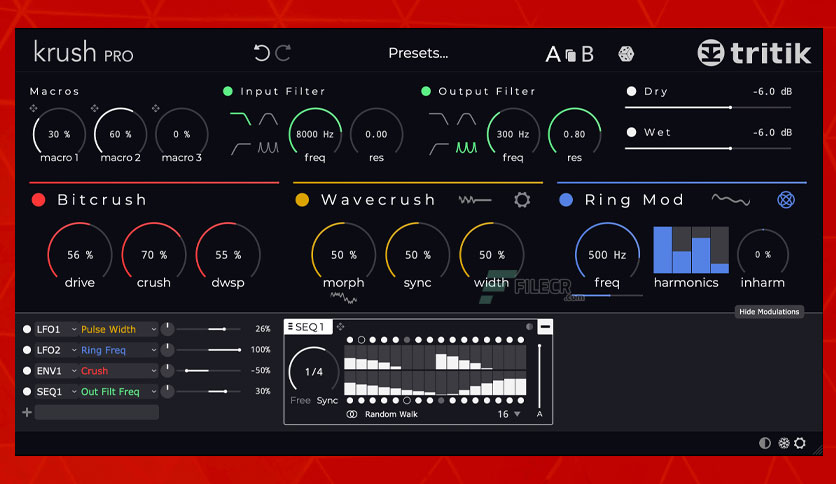 krush PRO
Presets...
A B
tritik
Macros
Input Filter
Output Filter
Dry
-6.0 dB
30 %
60 %
0 %
8000 Hz
0.00
300 Hz
0.80
Wet
-6.0 dB
macro 1
macro 2
macro 3
freq
res
freq
res
Bitcrush
Wavecrush
Ring Mod
56 %
70 %
55 %
50 %
50 %
50 %
500 Hz
0 %
drive
crush
dwsp
morph
sync
width
freq
harmonics
inharm
FILECR
.com
Hide Modulations
LFO1 Pulse Width 26%
LFO2 Ring Freq 100%
ENV1 Crush -50%
SEQ1 Out Filt Freq 30%
SEQ 1
1/4
Free Sync
Random Walk
16
A